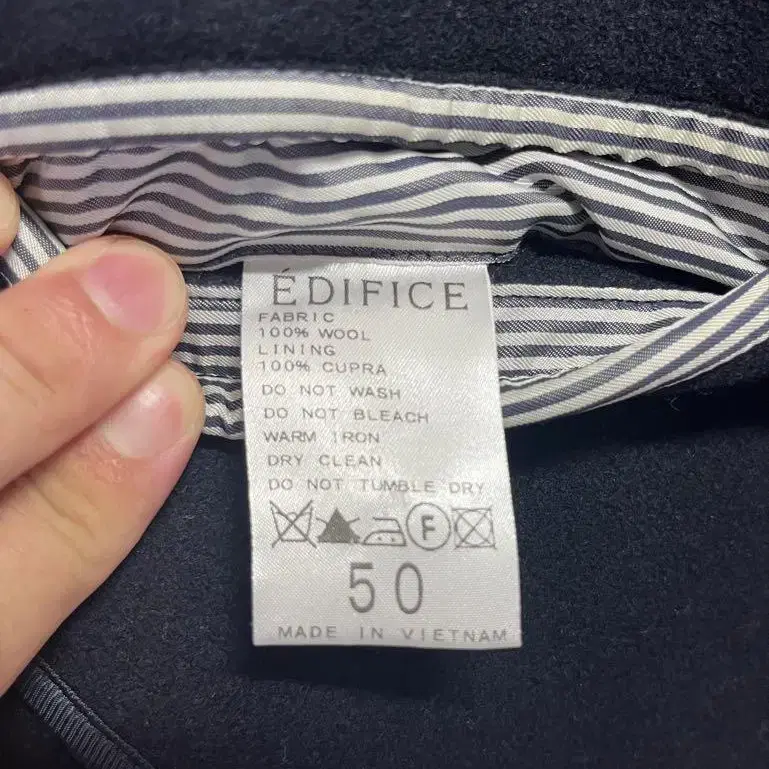 ÉDIFICE
FABRIC
100% WOOL
LINING
100% CUPRA
DO NOT WASH
DO NOT BLEACH
WARM IRON
DRY CLEAN
DO NOT TUMBLE DRY
F
50
MADE IN VIETNAM